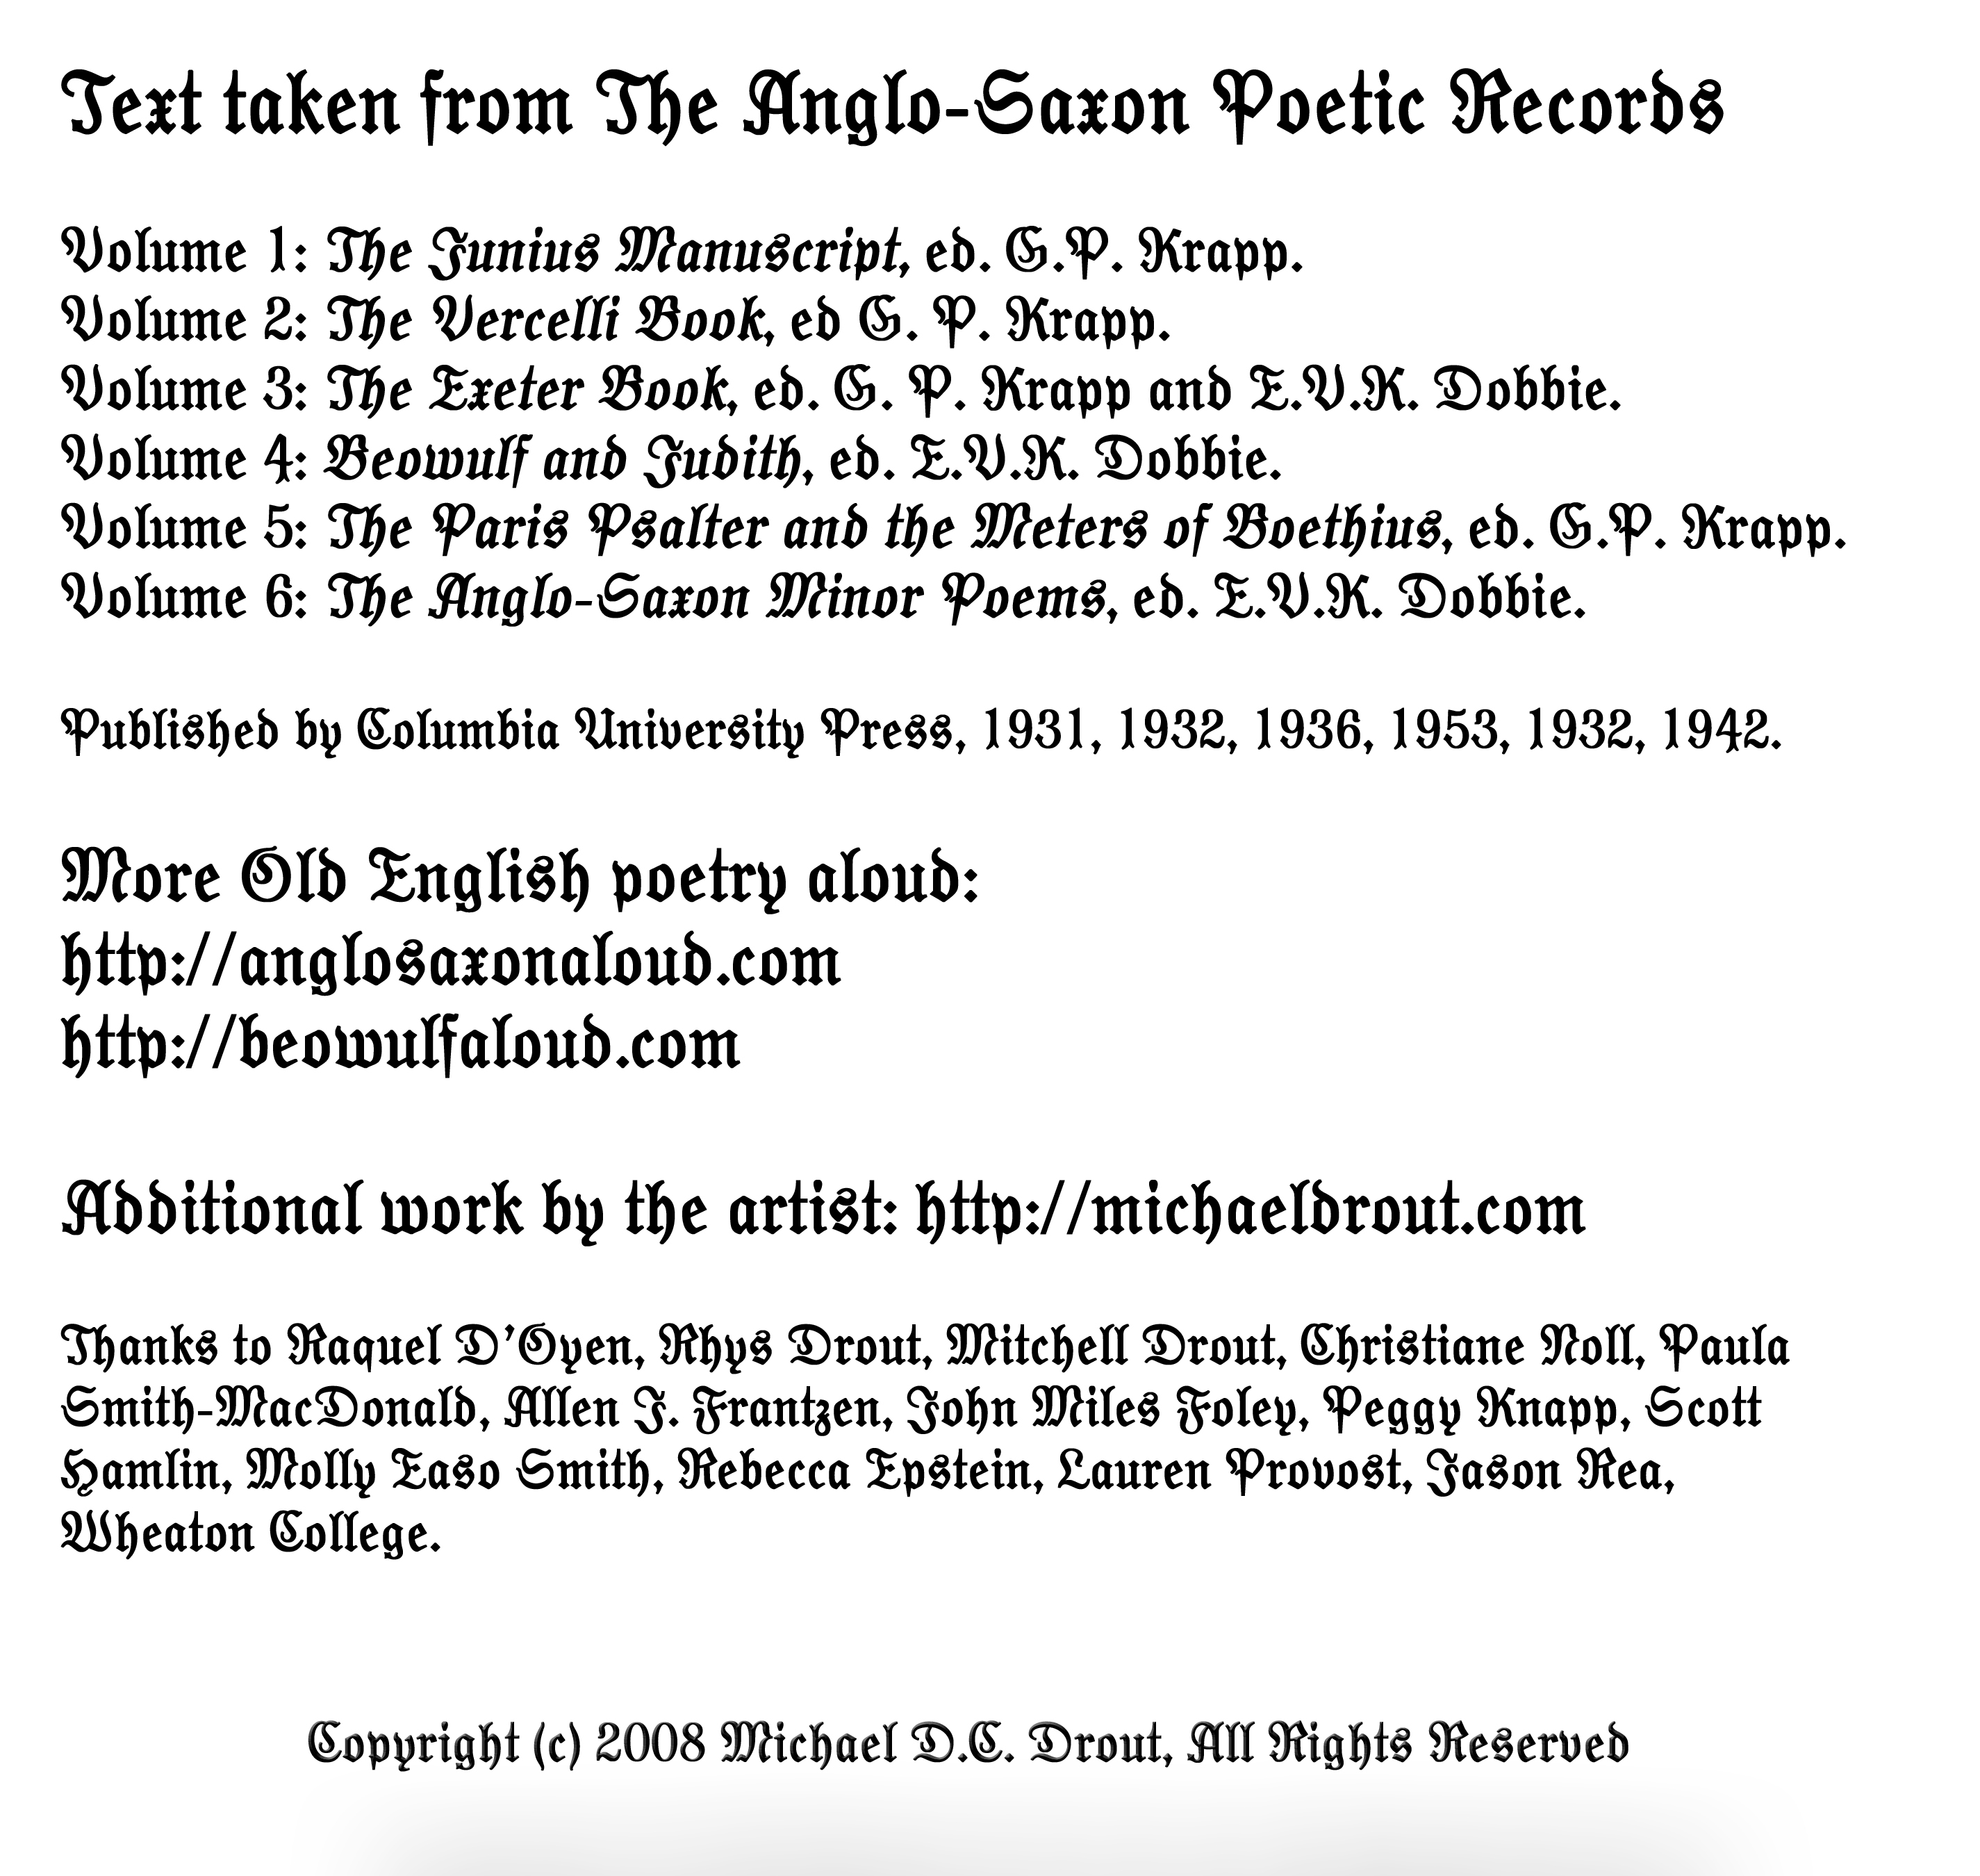 Text taken from The Anglo-Saxon Poetic Records
Volume 1: The Junius Manuscript, ed. G.P. Krapp.
Volume 2: The Vercelli Book, ed G. P. Krapp.
Volume 3: The Exeter Book, ed. G. P. Krapp and E.V.K. Dobbie.
Volume 4: Beowulf and Judith, ed. E.V.K. Dobbie.
Volume 5: The Paris Psalter and the Meters of Boethius, ed. G.P. Krapp.
Volume 6: The Anglo-Saxon Minor Poems, ed. E.V.K. Dobbie.
Published by Columbia University Press, 1931, 1932, 1936, 1953, 1932, 1942.
More Old English poetry aloud:
http://anglosaxonaloud.com
http://beowulfaloud.com
Additional work by the artist: http://michaeldrout.com
Thanks to Raquel D'Oyen, Rhys Drout, Mitchell Drout, Christiane Noll, Paula
Smith-MacDonald, Allen J. Frantzen, John Miles Foley, Peggy Knapp, Scott
Hamlin, Molly Easo Smith, Rebecca Epstein, Lauren Provost, Jason Rea,
Wheaton College.
Copyright (c) 2008 Michael D.C. Drout, All Rights Reserved